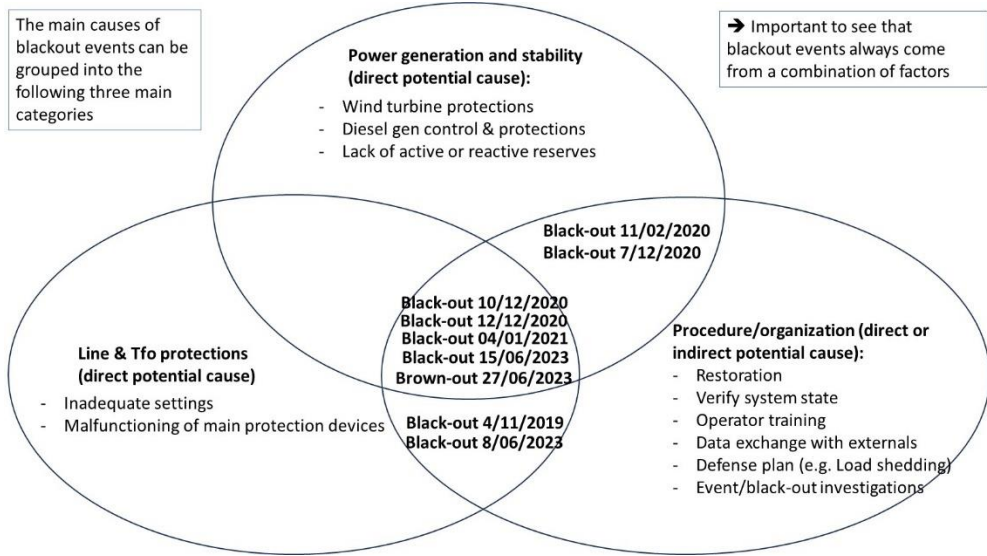 The main causes of
blackout events can be
grouped into the
following three main
categories
➔ Important to see that
blackout events always come
from a combination of factors
Power generation and stability
(direct potential cause):
- Wind turbine protections
- Diesel gen control & protections
- Lack of active or reactive reserves
Black-out 11/02/2020
Black-out 7/12/2020
Black-out 10/12/2020
Black-out 12/12/2020
Black-out 04/01/2021
Black-out 15/06/2023
Brown-out 27/06/2023
Line & Tfo protections
(direct potential cause)
- Inadequate settings
- Malfunctioning of main protection devices
Black-out 4/11/2019
Black-out 8/06/2023
Procedure/organization (direct or
indirect potential cause):
- Restoration
- Verify system state
- Operator training
- Data exchange with externals
- Defense plan (e.g. Load shedding)
- Event/black-out investigations